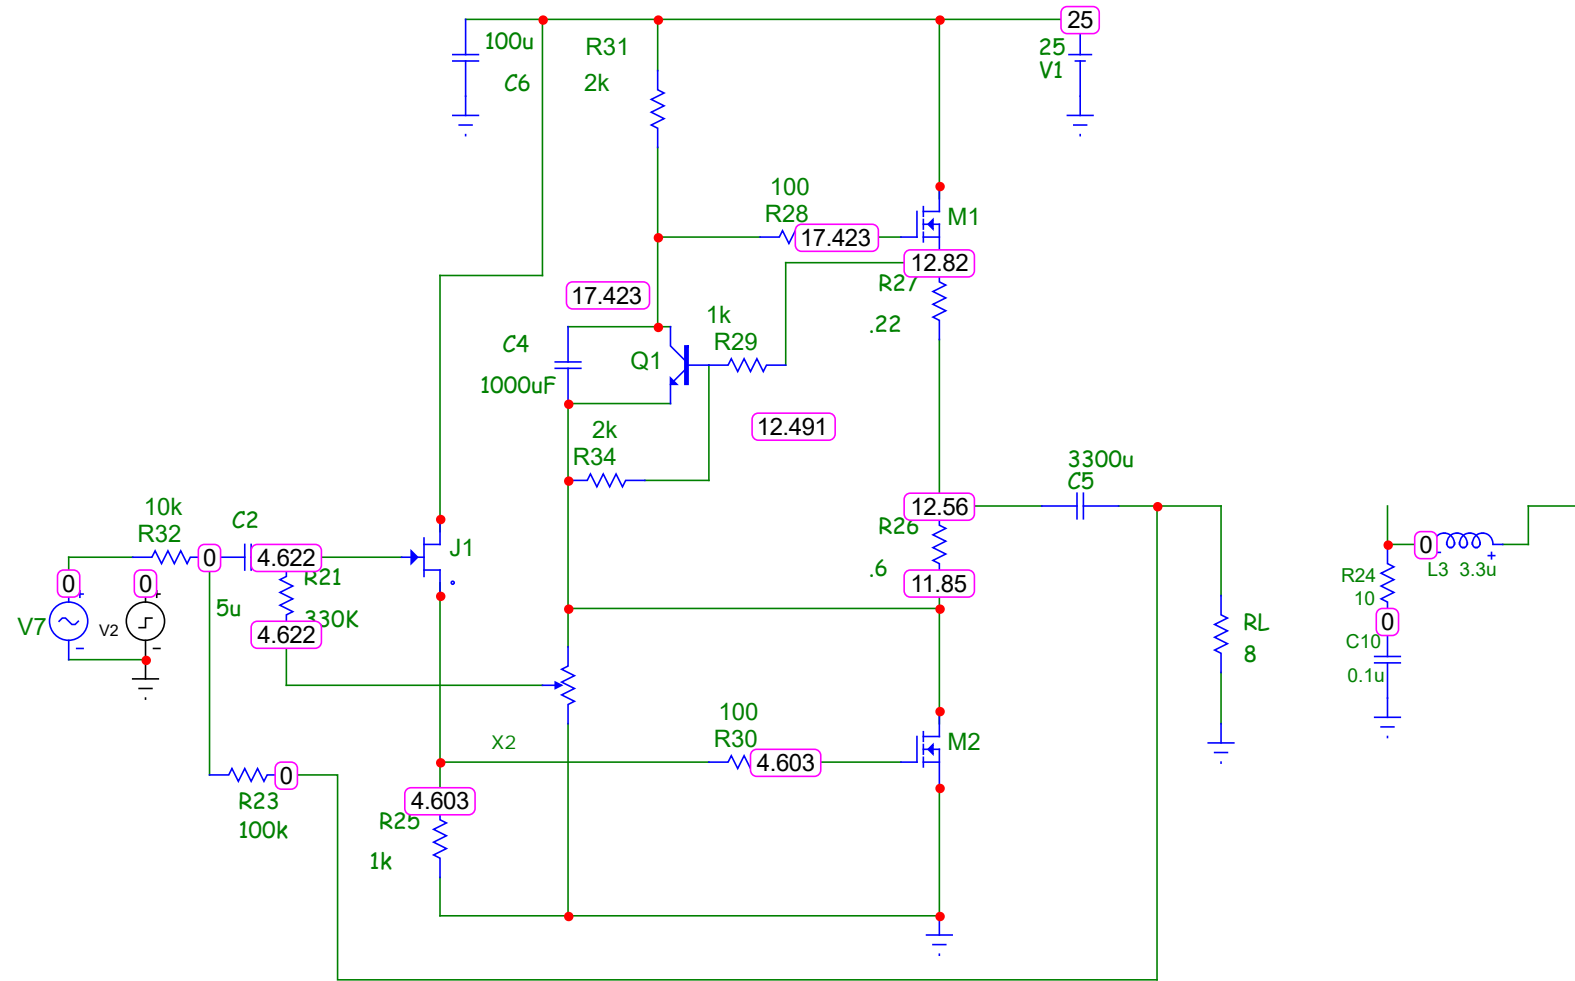 25
100u
R31
25
V1
C6
2k
100
R28
M1
17.423
12.82
R27
17.423
1k
.22
C4
R29
Q1
1000uF
12.491
2k
R34
3300u
C5
10k
R32
C2
12.56
R26
J1
0
4.622
R21
0
L3 3.3u
.6
11.85
R24
10
0
0
5u
330K
V7
V2
4.622
RL
8
0
C10
0.1u
100
R30
M2
X2
4.603
0
R23
100k
4.603
R25
1k